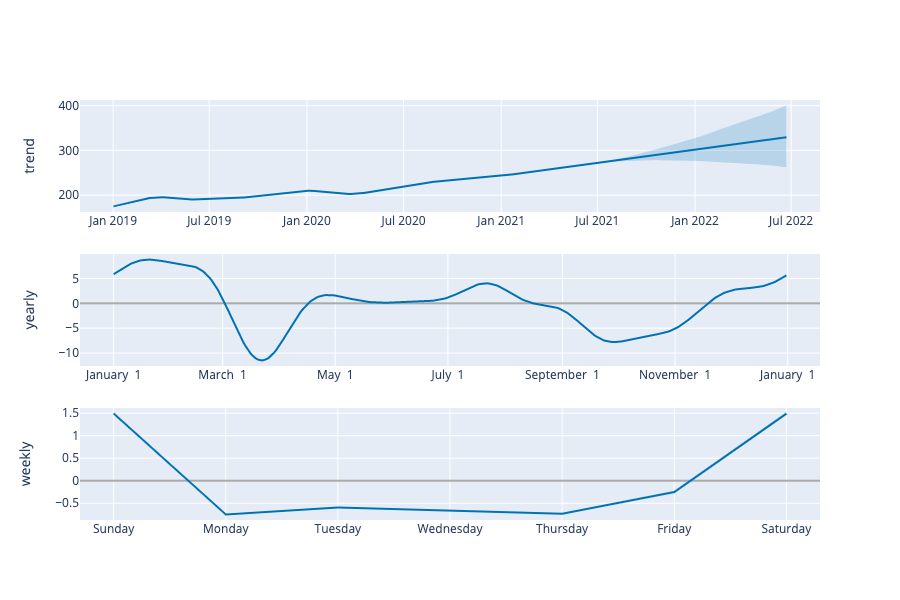 trend
400
300
200
Jan 2019 Jul 2019 Jan 2020 Jul 2020 Jan 2021 Jul 2021 Jan 2022 Jul 2022
yearly
5
0
−5
−10
January 1 March 1 May 1 July 1 September 1 November 1 January 1
weekly
1.5
1
0.5
0
−0.5
Sunday Monday Tuesday Wednesday Thursday Friday Saturday